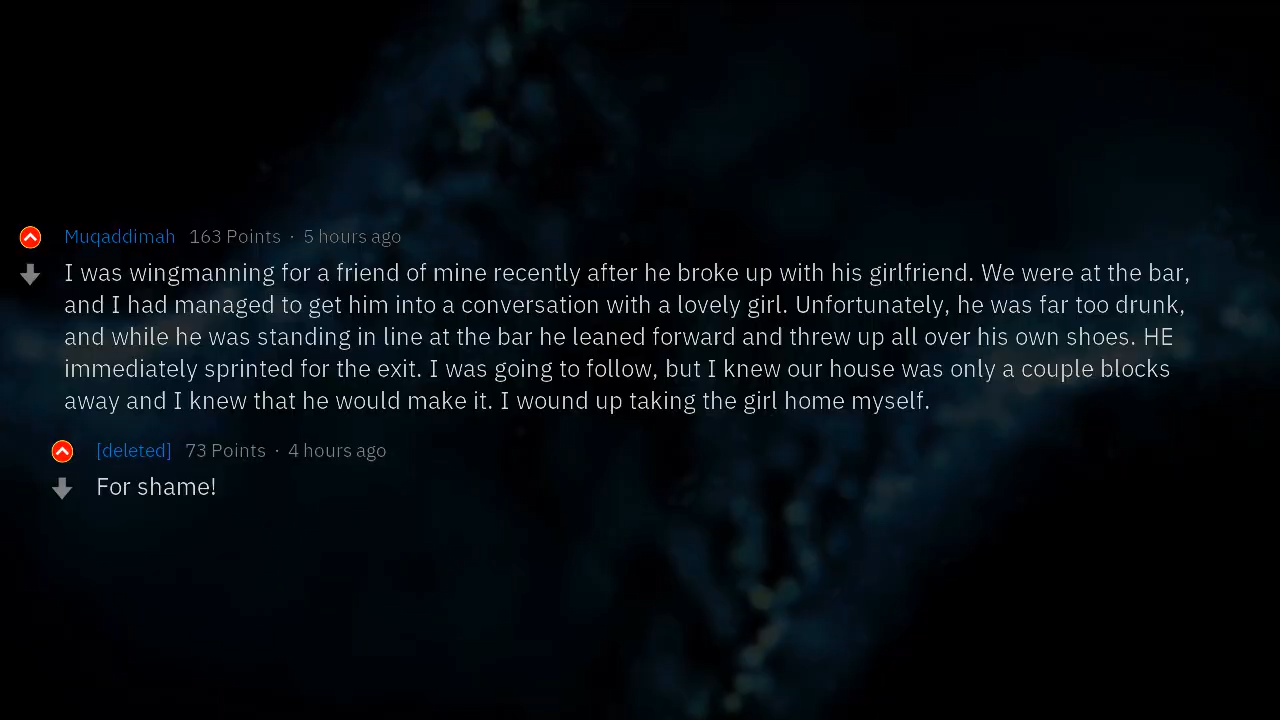 Muqaddimah 163 Points · 5 hours ago
I was wingmanning for a friend of mine recently after he broke up with his girlfriend. We were at the bar,
and I had managed to get him into a conversation with a lovely girl. Unfortunately, he was far too drunk,
and while he was standing in line at the bar he leaned forward and threw up all over his own shoes. HE
immediately sprinted for the exit. I was going to follow, but I knew our house was only a couple blocks
away and I knew that he would make it. I wound up taking the girl home myself.
[deleted] 73 Points · 4 hours ago
For shame!